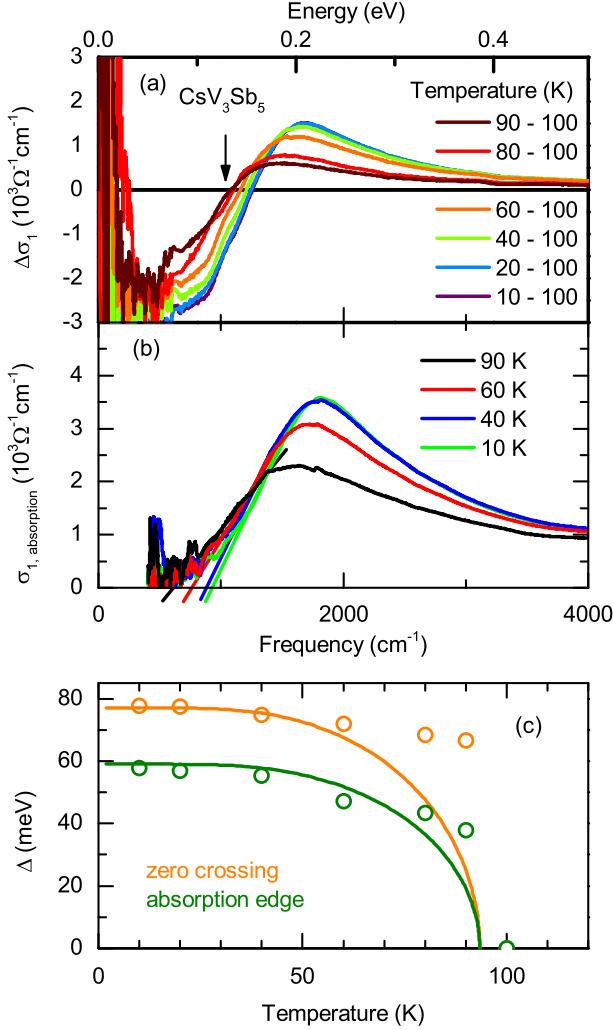 Energy (eV)
0.0 0.2 0.4
3
2
1
0
-1
-2
-3
Δσ₁ (10³Ω⁻¹cm⁻¹)
(a)
CsV₃Sb₅
Temperature (K)
90 - 100
80 - 100
60 - 100
40 - 100
20 - 100
10 - 100
(b)
4
3
2
1
0
σ₁, absorption (10³Ω⁻¹cm⁻¹)
90 K
60 K
40 K
10 K
0 2000 4000
Frequency (cm⁻¹)
80
60
40
20
0
Δ (meV)
(c)
zero crossing
absorption edge
0 50 100
Temperature (K)